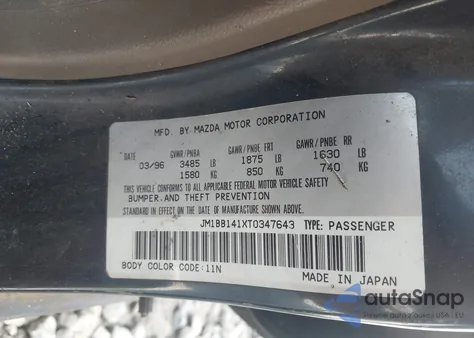 MFD. BY MAZDA MOTOR CORPORATION
DATE GVWR/PNBA GAWR/PNBE FRT GAWR/PNBE RR
03/96 3485 LB 1875 LB 1630 LB
1580 KG 850 KG 740 KG
THIS VEHICLE CONFORMS TO ALL APPLICABLE FEDERAL MOTOR VEHICLE SAFETY
BUMPER, AND THEFT PREVENTION
STANDARD IN EFFECT ON THE DATE OF MANUFACTURE SHOWN ABOVE.
JM1BB141XT0347643 TYPE: PASSENGER
BODY COLOR CODE:11N
MADE IN JAPAN
autoSnap